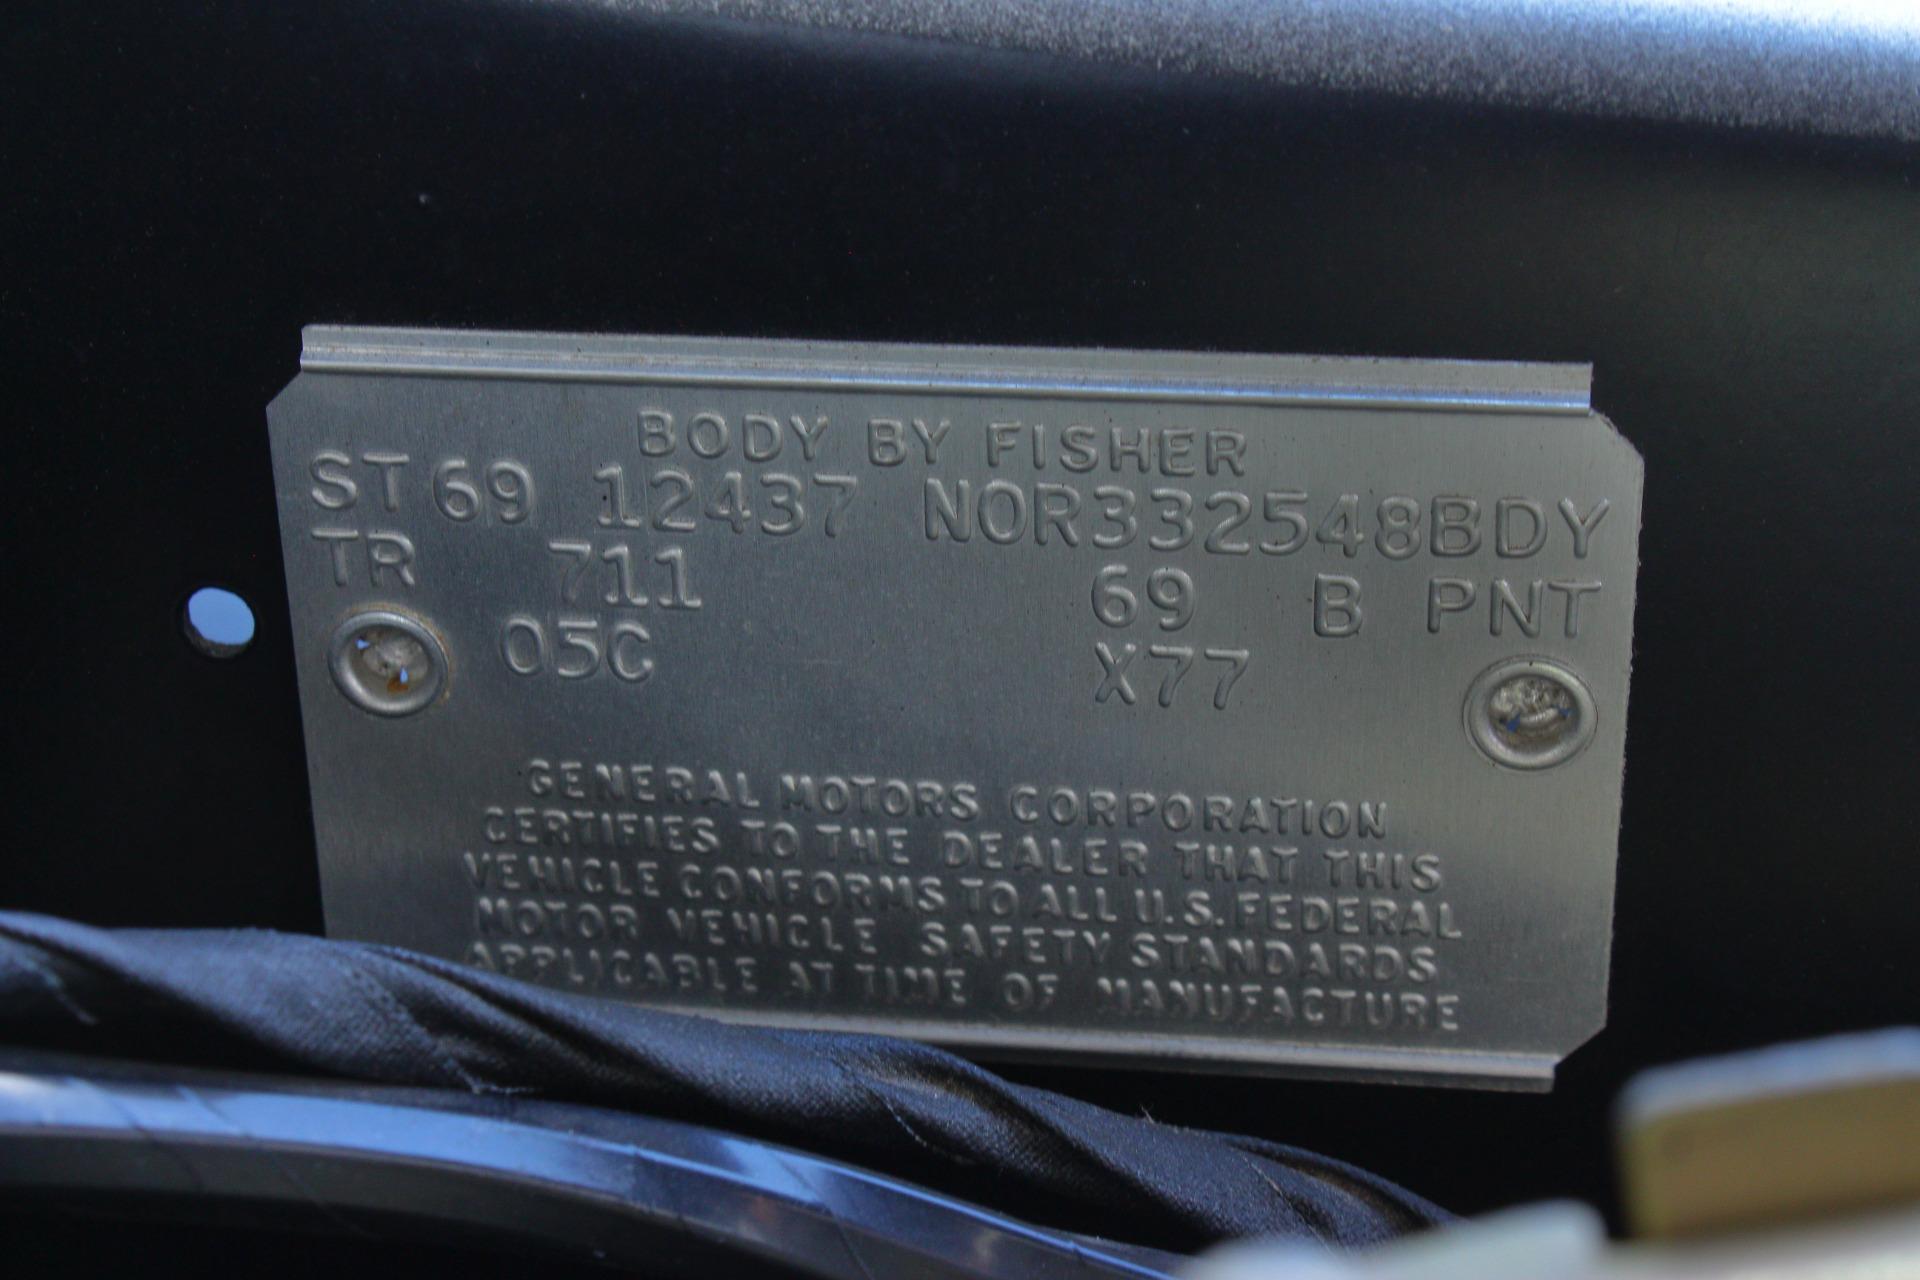 BODY BY FISHER
ST 69 12437 NOR332548BDY
TR 711 69 B PNT
05C X77
GENERAL MOTORS CORPORATION
CERTIFIES TO THE DEALER THAT THIS
VEHICLE CONFORMS TO ALL U.S. FEDERAL
MOTOR VEHICLE SAFETY STANDARDS
APPLICABLE AT TIME OF MANUFACTURE